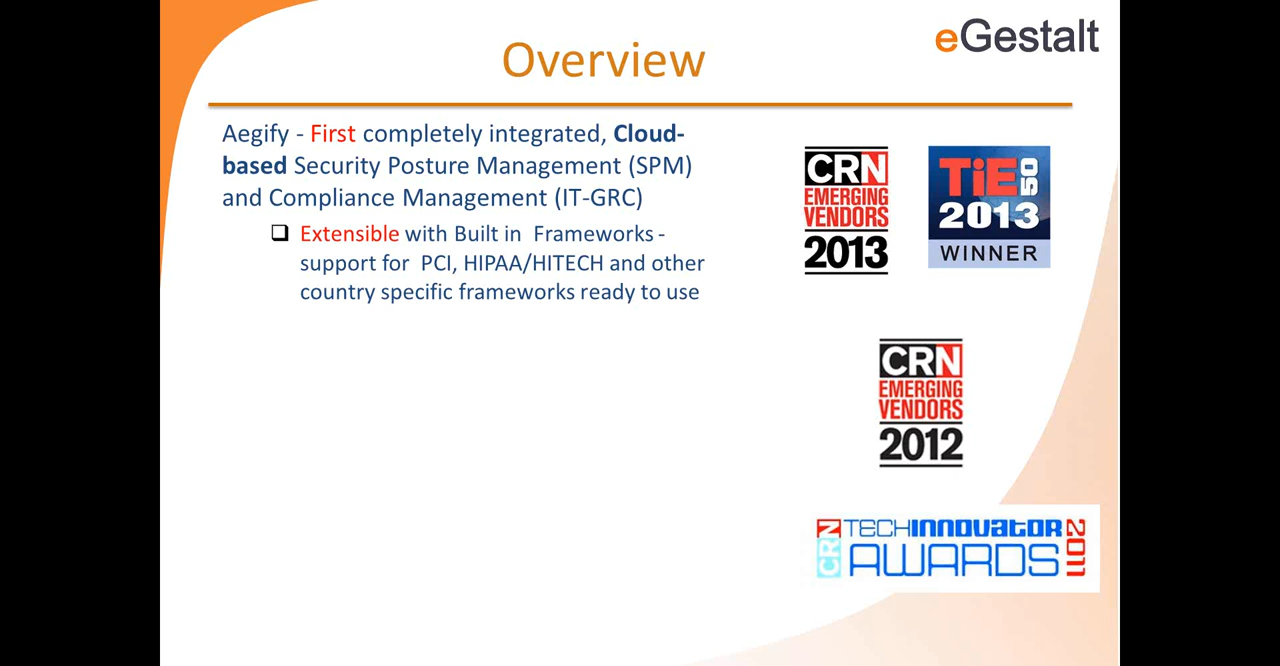 eGestalt
Overview
Aegify - First completely integrated, Cloud-
based Security Posture Management (SPM)
and Compliance Management (IT-GRC)
❑ Extensible with Built in Frameworks -
support for PCI, HIPAA/HITECH and other
country specific frameworks ready to use
CRN
EMERGING
VENDORS
2013
TiE50
2013
WINNER
CRN
EMERGING
VENDORS
2012
CRN
TECHINNOVATOR
AWARDS
2011